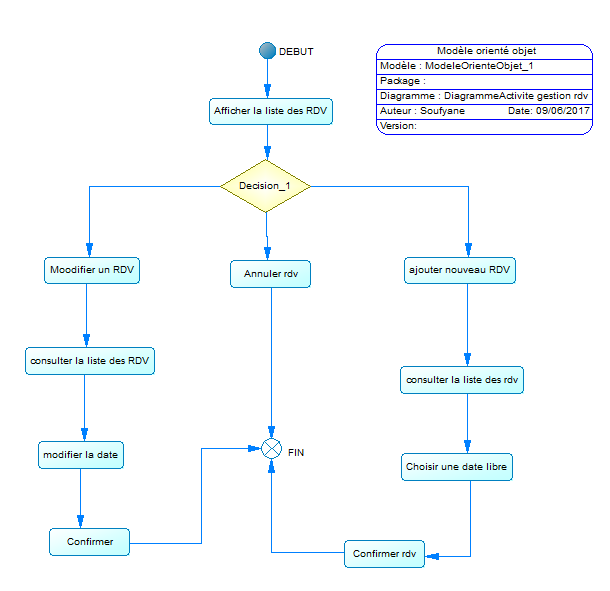 DEBUT
Modèle orienté objet
Modèle : ModeleOrienteObjet_1
Package :
Diagramme : DiagrammeActivite gestion rdv
Auteur : Soufyane Date: 09/06/2017
Version:
Afficher la liste des RDV
Decision_1
Moodifier un RDV
Annuler rdv
ajouter nouveau RDV
consulter la liste des RDV
consulter la liste des rdv
modifier la date
FIN
Choisir une date libre
Confirmer
Confirmer rdv